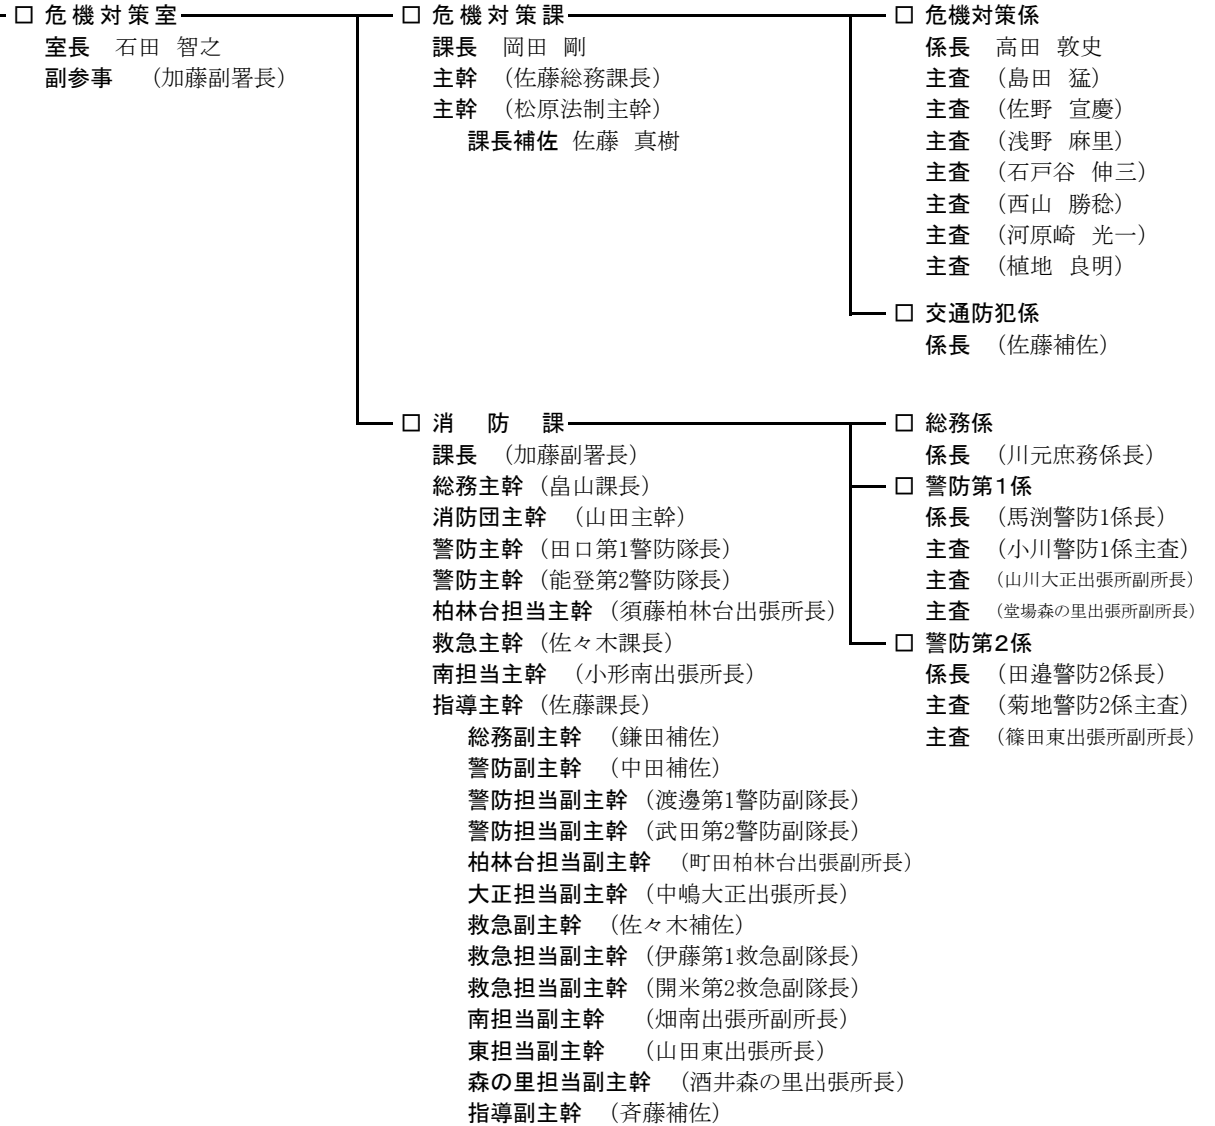 □ 危機対策室
室長 石田 智之
副参事 （加藤副署長）
□ 危機対策課
課長 岡田 剛
主幹 （佐藤総務課長）
主幹 （松原法制主幹）
課長補佐 佐藤 真樹
□ 危機対策係
係長 高田 敦史
主査 （島田 猛）
主査 （佐野 宣慶）
主査 （浅野 麻里）
主査 （石戸谷 伸三）
主査 （西山 勝稔）
主査 （河原崎 光一）
主査 （植地 良明）
□ 交通防犯係
係長 （佐藤補佐）
□ 消防課
課長 （加藤副署長）
総務主幹 （畠山課長）
消防団主幹 （山田主幹）
警防主幹 （田口第1警防隊長）
警防主幹 （能登第2警防隊長）
柏林台担当主幹 （須藤柏林台出張所長）
救急主幹 （佐々木課長）
南担当主幹 （小形南出張所長）
指導主幹 （佐藤課長）
総務副主幹 （鎌田補佐）
警防副主幹 （中田補佐）
警防担当副主幹 （渡邊第1警防副隊長）
警防担当副主幹 （武田第2警防副隊長）
柏林台担当副主幹 （町田柏林台出張副所長）
大正担当副主幹 （中嶋大正出張所長）
救急副主幹 （佐々木補佐）
救急担当副主幹 （伊藤第1救急副隊長）
救急担当副主幹 （開米第2救急副隊長）
南担当副主幹 （畑南出張所副所長）
東担当副主幹 （山田東出張所長）
森の里担当副主幹 （酒井森の里出張所長）
指導副主幹 （斉藤補佐）
□ 総務係
係長 （川元庶務係長）
□ 警防第1係
係長 （馬渕警防1係長）
主査 （小川警防1係主査）
主査 （山川大正出張所副所長）
主査 （堂場森の里出張所副所長）
□ 警防第2係
係長 （田邉警防2係長）
主査 （菊地警防2係主査）
主査 （篠田東出張所副所長）